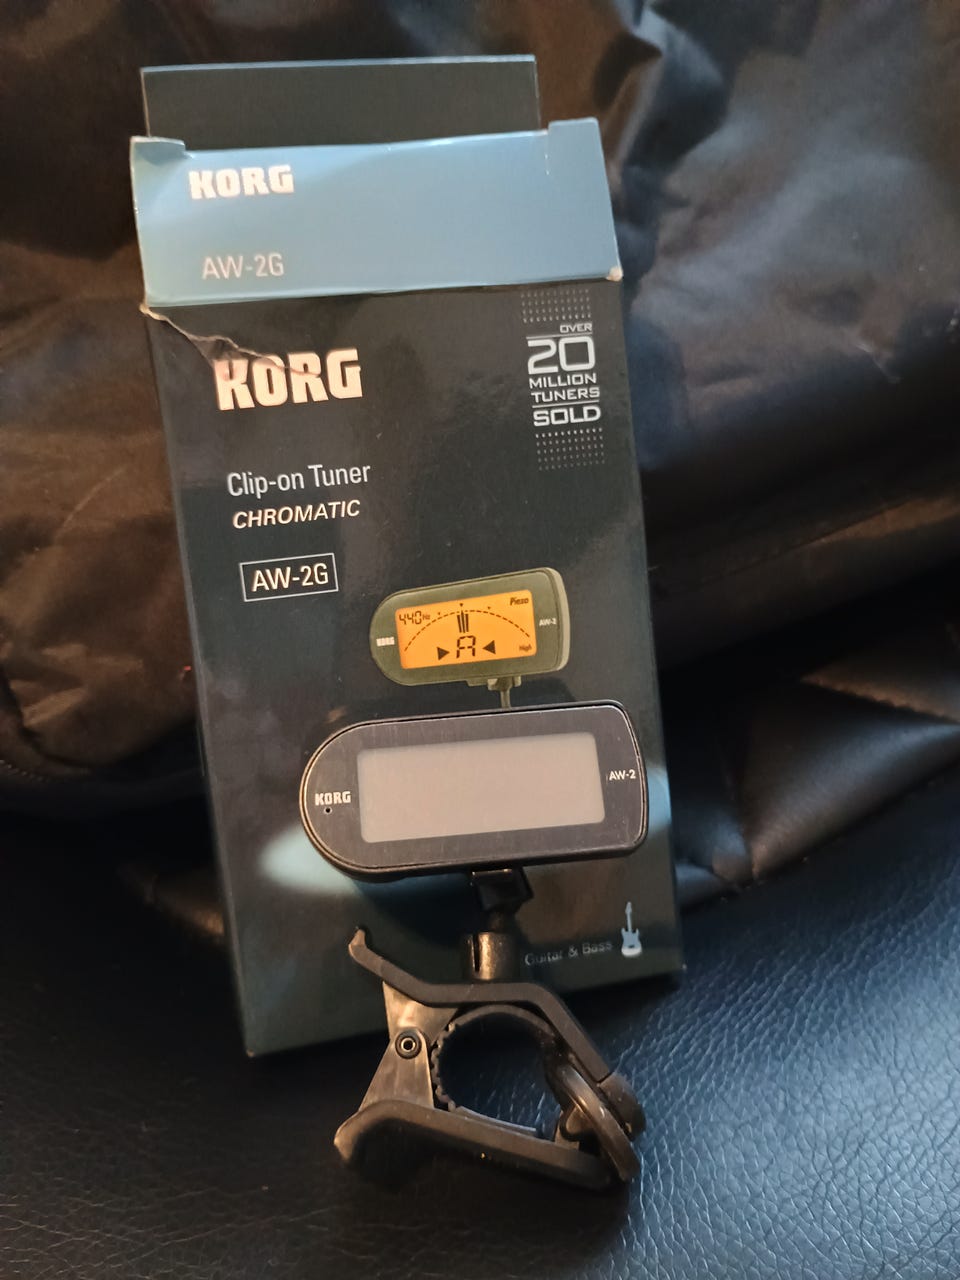 KORG
AW-2G
KORG
OVER
20
MILLION
TUNERS
SOLD
Clip-on Tuner
CHROMATIC
AW-2G
440Hz
Piezo
KORG
AW-2
A
High
KORG
AW-2
Guitar & Bass